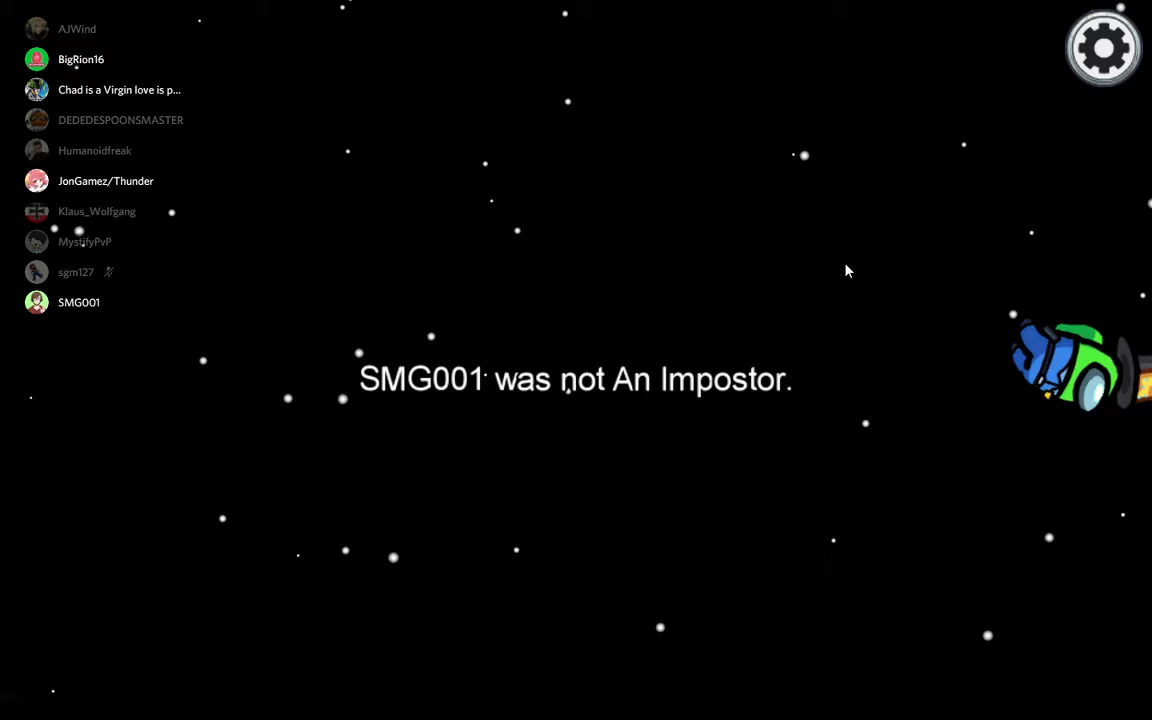 AJWind
BigRion16
Chad is a Virgin love is p...
DEDEDESPOONSMASTER
Humanoidfreak
JonGamez/Thunder
Klaus_Wolfgang
MystifyPvP
sgm127
SMG001
SMG001 was not An Impostor.